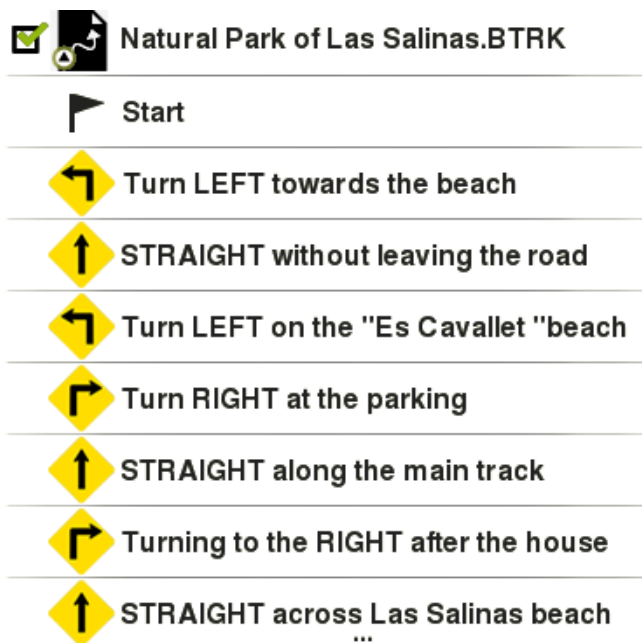 Natural Park of Las Salinas.BTRK
Start
Turn LEFT towards the beach
STRAIGHT without leaving the road
Turn LEFT on the "Es Cavallet "beach
Turn RIGHT at the parking
STRAIGHT along the main track
Turning to the RIGHT after the house
STRAIGHT across Las Salinas beach
...